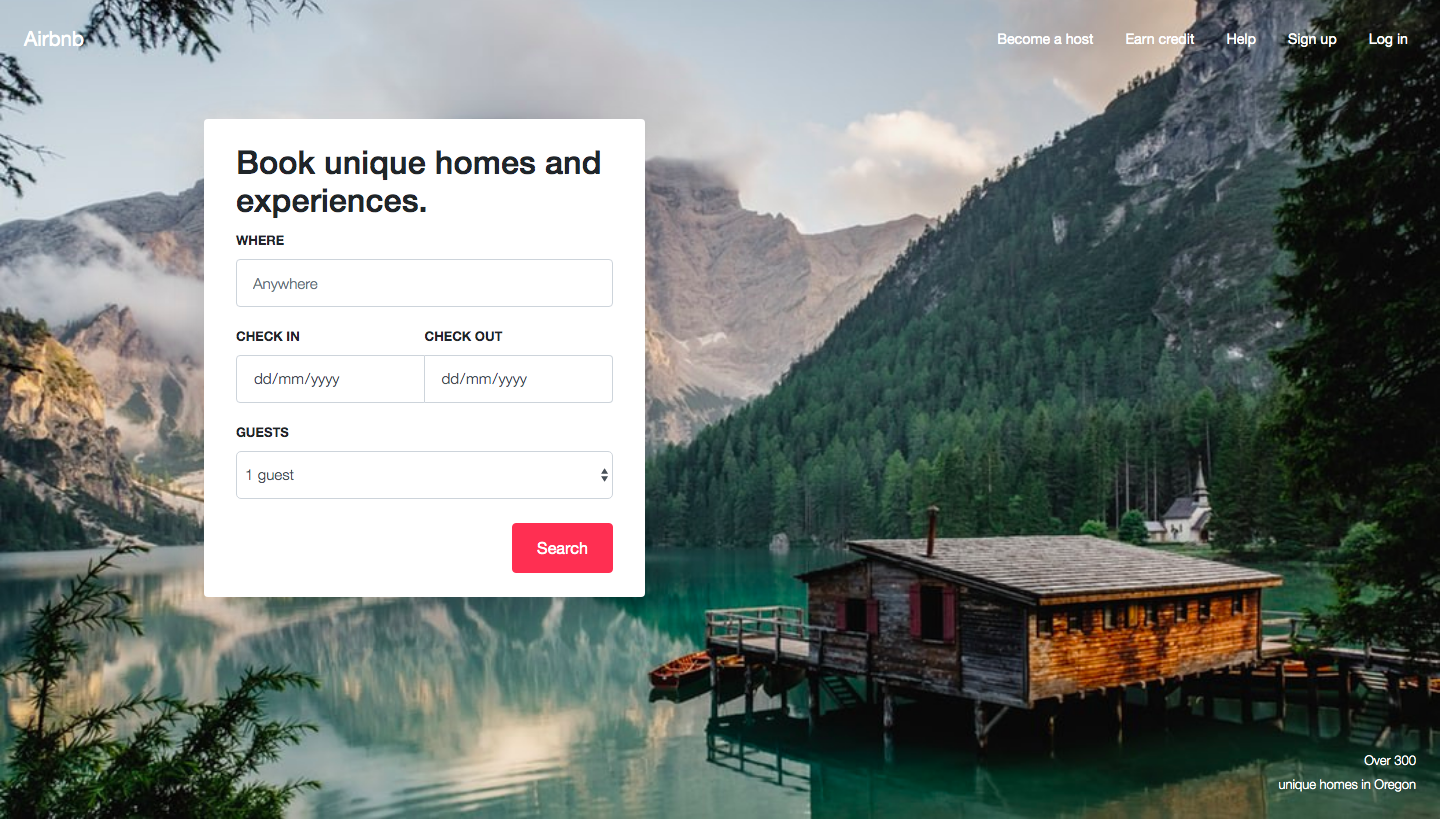 Airbnb
Become a host
Earn credit
Help
Sign up
Log in
Book unique homes and
experiences.
WHERE
Anywhere
CHECK IN
CHECK OUT
dd/mm/yyyy
dd/mm/yyyy
GUESTS
1 guest
Search
Over 300
unique homes in Oregon